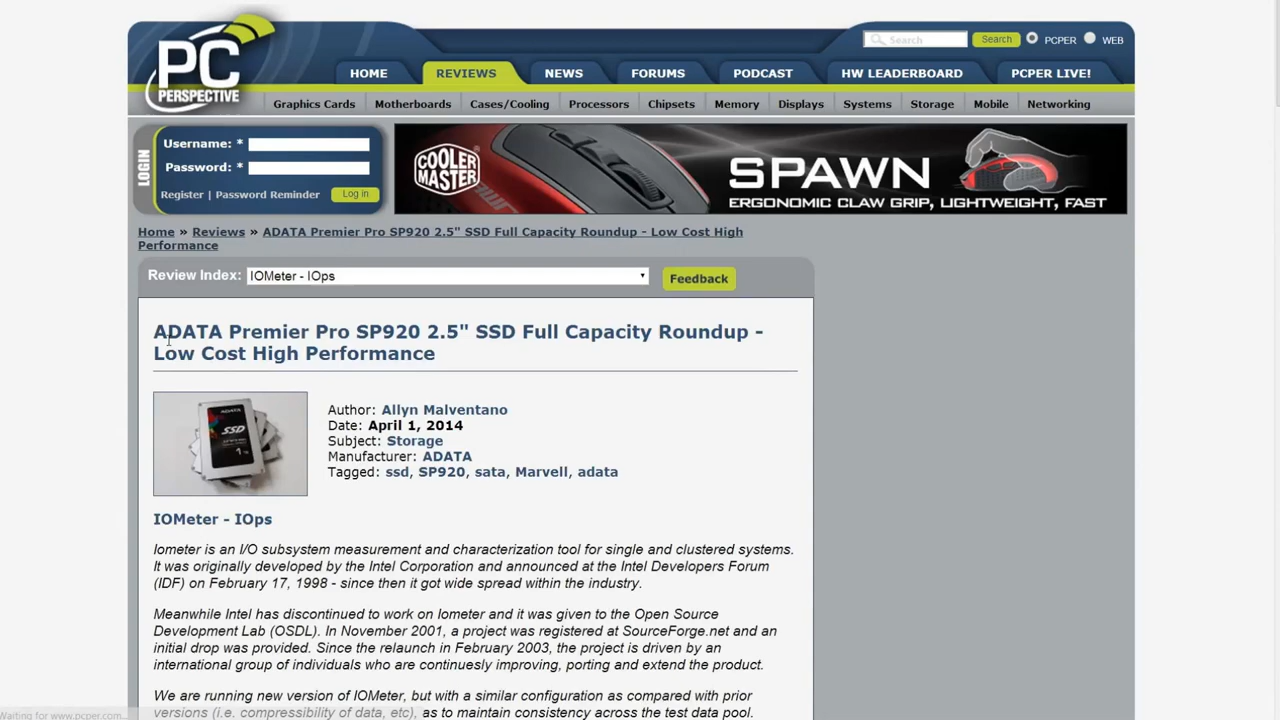 PC
PERSPECTIVE
Search
Search
PCPER
WEB
HOME
REVIEWS
NEWS
FORUMS
PODCAST
HW LEADERBOARD
PCPER LIVE!
Graphics Cards
Motherboards
Cases/Cooling
Processors
Chipsets
Memory
Displays
Systems
Storage
Mobile
Networking
LOGIN
Username: *
Password: *
Register | Password Reminder
Log in
COOLER
MASTER
SPAWN
ERGONOMIC CLAW GRIP, LIGHTWEIGHT, FAST
Home » Reviews » ADATA Premier Pro SP920 2.5" SSD Full Capacity Roundup - Low Cost High
Performance
Review Index:
IOMeter - IOps
Feedback
ADATA Premier Pro SP920 2.5" SSD Full Capacity Roundup -
Low Cost High Performance
ADATA
SSD
1
Author: Allyn Malventano
Date: April 1, 2014
Subject: Storage
Manufacturer: ADATA
Tagged: ssd, SP920, sata, Marvell, adata
IOMeter - IOps
Iometer is an I/O subsystem measurement and characterization tool for single and clustered systems.
It was originally developed by the Intel Corporation and announced at the Intel Developers Forum
(IDF) on February 17, 1998 - since then it got wide spread within the industry.
Meanwhile Intel has discontinued to work on Iometer and it was given to the Open Source
Development Lab (OSDL). In November 2001, a project was registered at SourceForge.net and an
initial drop was provided. Since the relaunch in February 2003, the project is driven by an
international group of individuals who are continuesly improving, porting and extend the product.
We are running new version of IOMeter, but with a similar configuration as compared with prior
versions (i.e. compressibility of data, etc), as to maintain consistency across the test data pool.
Waiting for www.pcper.com...